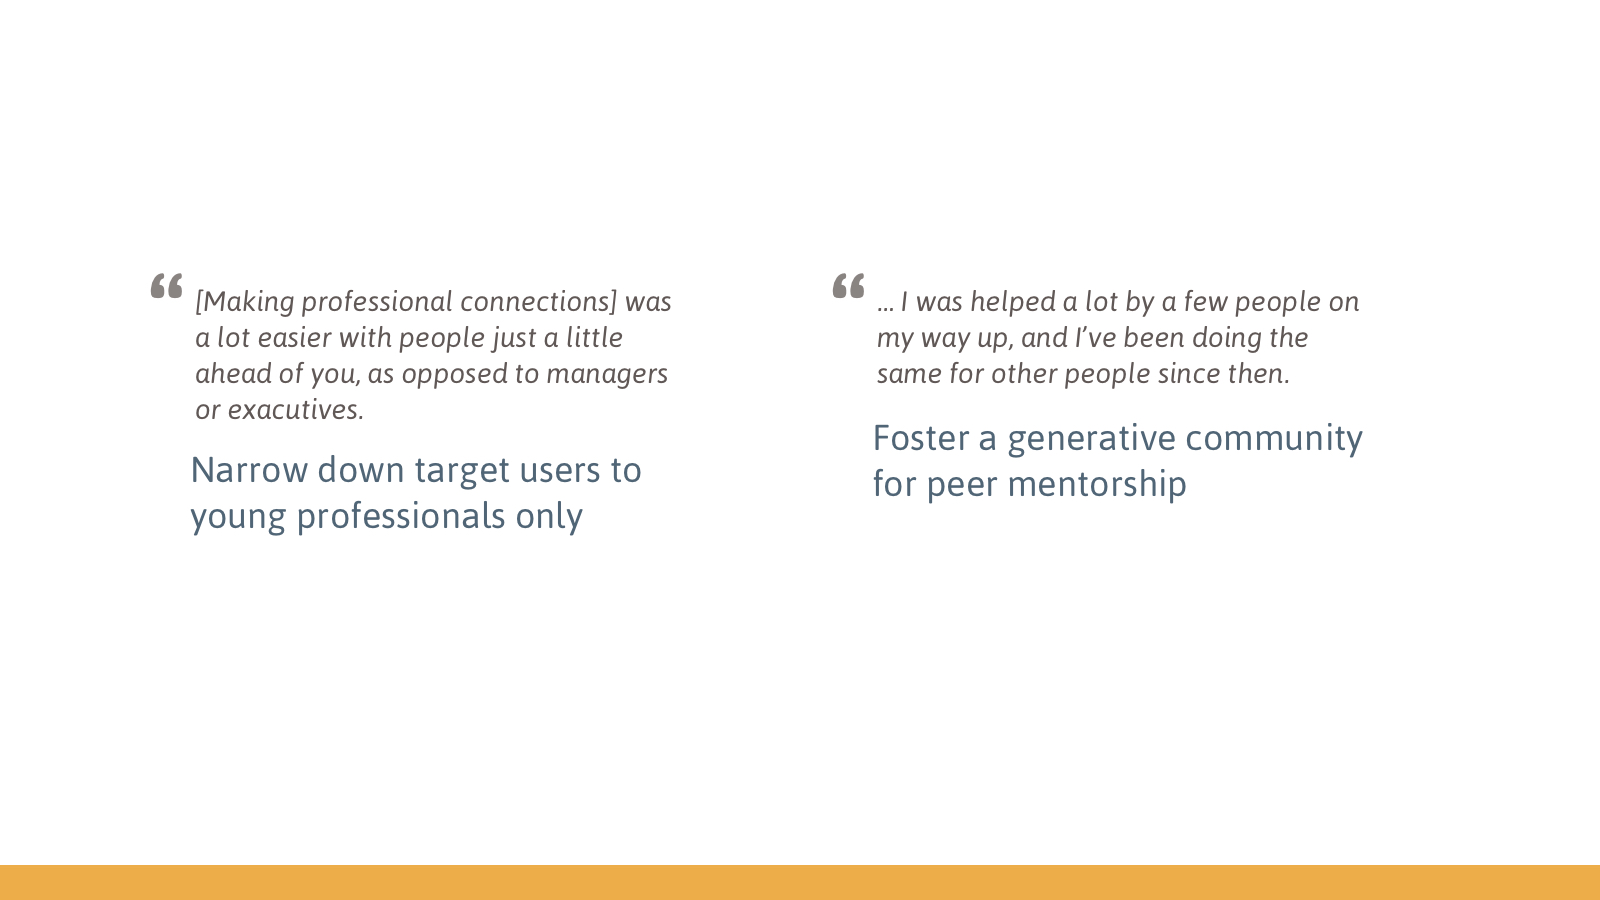 “ [Making professional connections] was
a lot easier with people just a little
ahead of you, as opposed to managers
or exacutives.
Narrow down target users to
young professionals only
“ ... I was helped a lot by a few people on
my way up, and I’ve been doing the
same for other people since then.
Foster a generative community
for peer mentorship